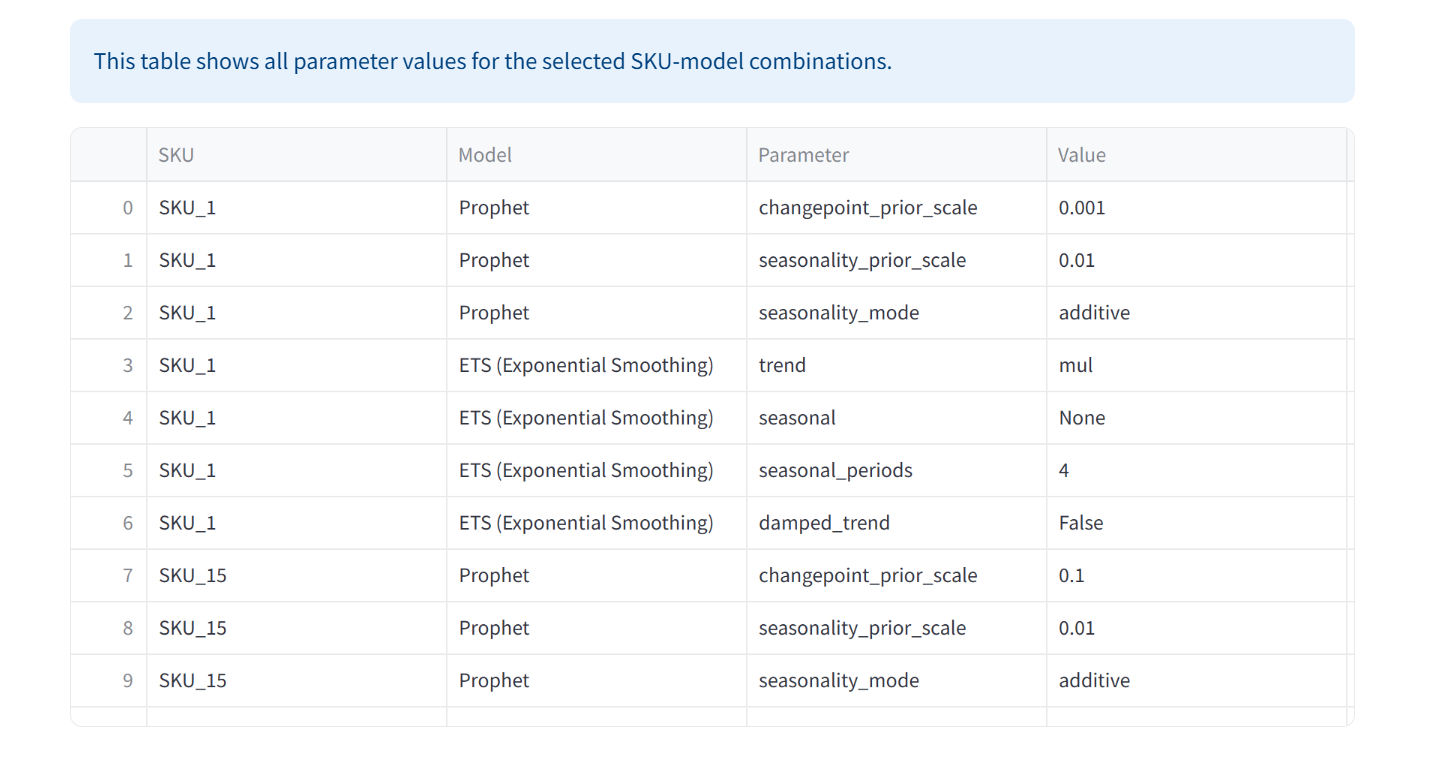 This table shows all parameter values for the selected SKU-model combinations.
SKU Model Parameter Value
0 SKU_1 Prophet changepoint_prior_scale 0.001
1 SKU_1 Prophet seasonality_prior_scale 0.01
2 SKU_1 Prophet seasonality_mode additive
3 SKU_1 ETS (Exponential Smoothing) trend mul
4 SKU_1 ETS (Exponential Smoothing) seasonal None
5 SKU_1 ETS (Exponential Smoothing) seasonal_periods 4
6 SKU_1 ETS (Exponential Smoothing) damped_trend False
7 SKU_15 Prophet changepoint_prior_scale 0.1
8 SKU_15 Prophet seasonality_prior_scale 0.01
9 SKU_15 Prophet seasonality_mode additive